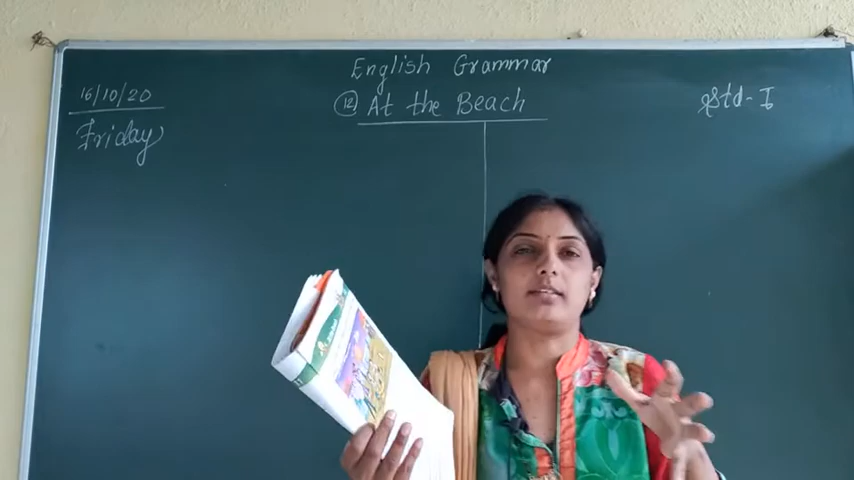 English Grammar
16/10/20
12 At the Beach
Std-I
Friday